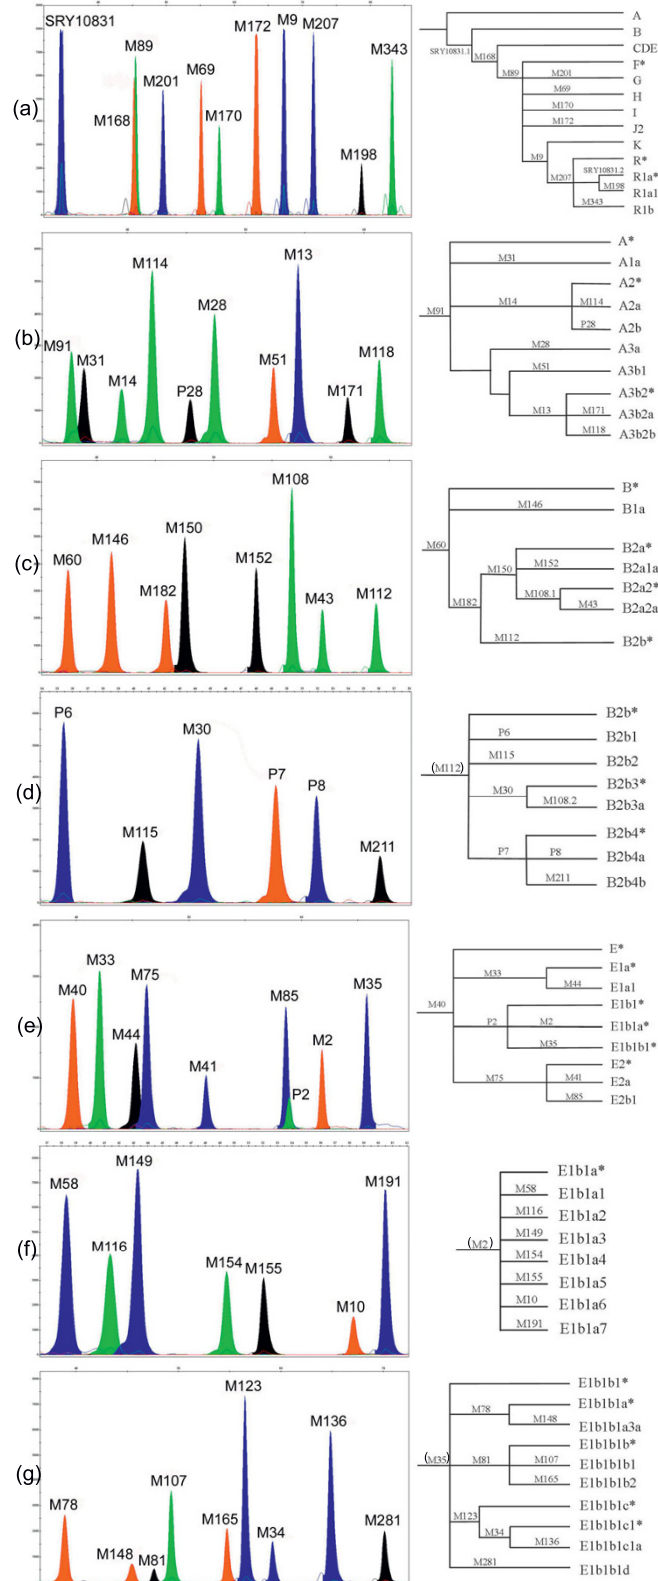 (a)
SRY10831
M89
M168
M201
M69
M170
M172
M9
M207
M198
M343
A
B
SRY10831.1
CDE
M168
F*
M89
M201
G
M69
H
M170
I
M172
J2
K
M9
R*
SRY10831.2
R1a*
M207
M198
R1a1
M343
R1b
(b)
M91
M31
M14
M114
P28
M28
M51
M13
M171
M118
A*
M31
A1a
A2*
M91
M14
M114
A2a
P28
A2b
M28
A3a
M51
A3b1
A3b2*
M13
M171
A3b2a
M118
A3b2b
(c)
M60
M146
M182
M150
M152
M108
M43
M112
B*
M146
B1a
M60
B2a*
M150
M152
B2a1a
B2a2*
M108.1
M182
M43
B2a2a
M112
B2b*
(d)
P6
M115
M30
P7
P8
M211
B2b*
P6
B2b1
M115
B2b2
(M112)
M30
B2b3*
M108.2
B2b3a
B2b4*
P7
P8
B2b4a
M211
B2b4b
(e)
M40
M33
M44
M75
M41
M85
P2
M2
M35
E*
M33
E1a*
M44
E1a1
M40
E1b1*
P2
M2
E1b1a*
M35
E1b1b1*
E2*
M75
M41
E2a
M85
E2b1
(f)
M58
M116
M149
M154
M155
M10
M191
E1b1a*
M58
E1b1a1
M116
E1b1a2
(M2)
M149
E1b1a3
M154
E1b1a4
M155
E1b1a5
M10
E1b1a6
M191
E1b1a7
(g)
M78
M148
M81
M107
M165
M123
M34
M136
M281
E1b1b1*
M78
E1b1b1a*
M148
E1b1b1a3a
E1b1b1b*
(M35)
M81
M107
E1b1b1b1
M165
E1b1b1b2
M123
E1b1b1c*
M34
E1b1b1c1*
M136
E1b1b1c1a
M281
E1b1b1d